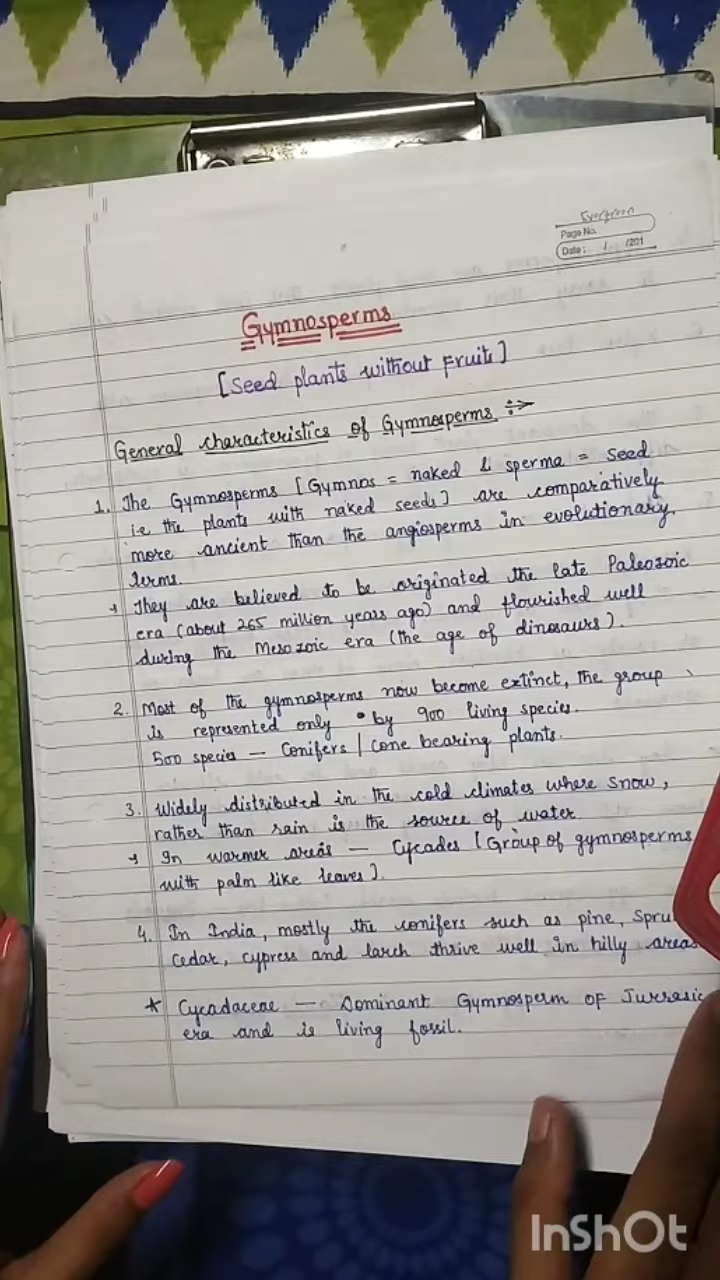 Evergreen
Page No.
Date: / /201
Gymnosperms
[Seed plants without fruit]
General characteristics of Gymnosperms :->
1. The Gymnosperms [Gymnos = naked & sperma = seed
i.e the plants with naked seeds] are comparatively
more ancient than the angiosperms in evolutionary
terms.
They are believed to be originated the late Paleozoic
era (about 265 million years ago) and flourished well
during the Mesozoic era (the age of dinosaurs).
2. Most of the gymnosperms now become extinct, the group
is represented only by 900 living species.
500 species — Conifers / cone bearing plants.
3. Widely distributed in the cold climates where snow,
rather than rain is the source of water
In warmer areas — Cycades [Group of gymnosperms
with palm like leaves].
4. In India, mostly the conifers such as pine, Spru
Cedar, cypress and larch thrive well in hilly areas
* Cycadaceae — Dominant Gymnosperm of Jurrasic
era and is living fossil.
InShOt